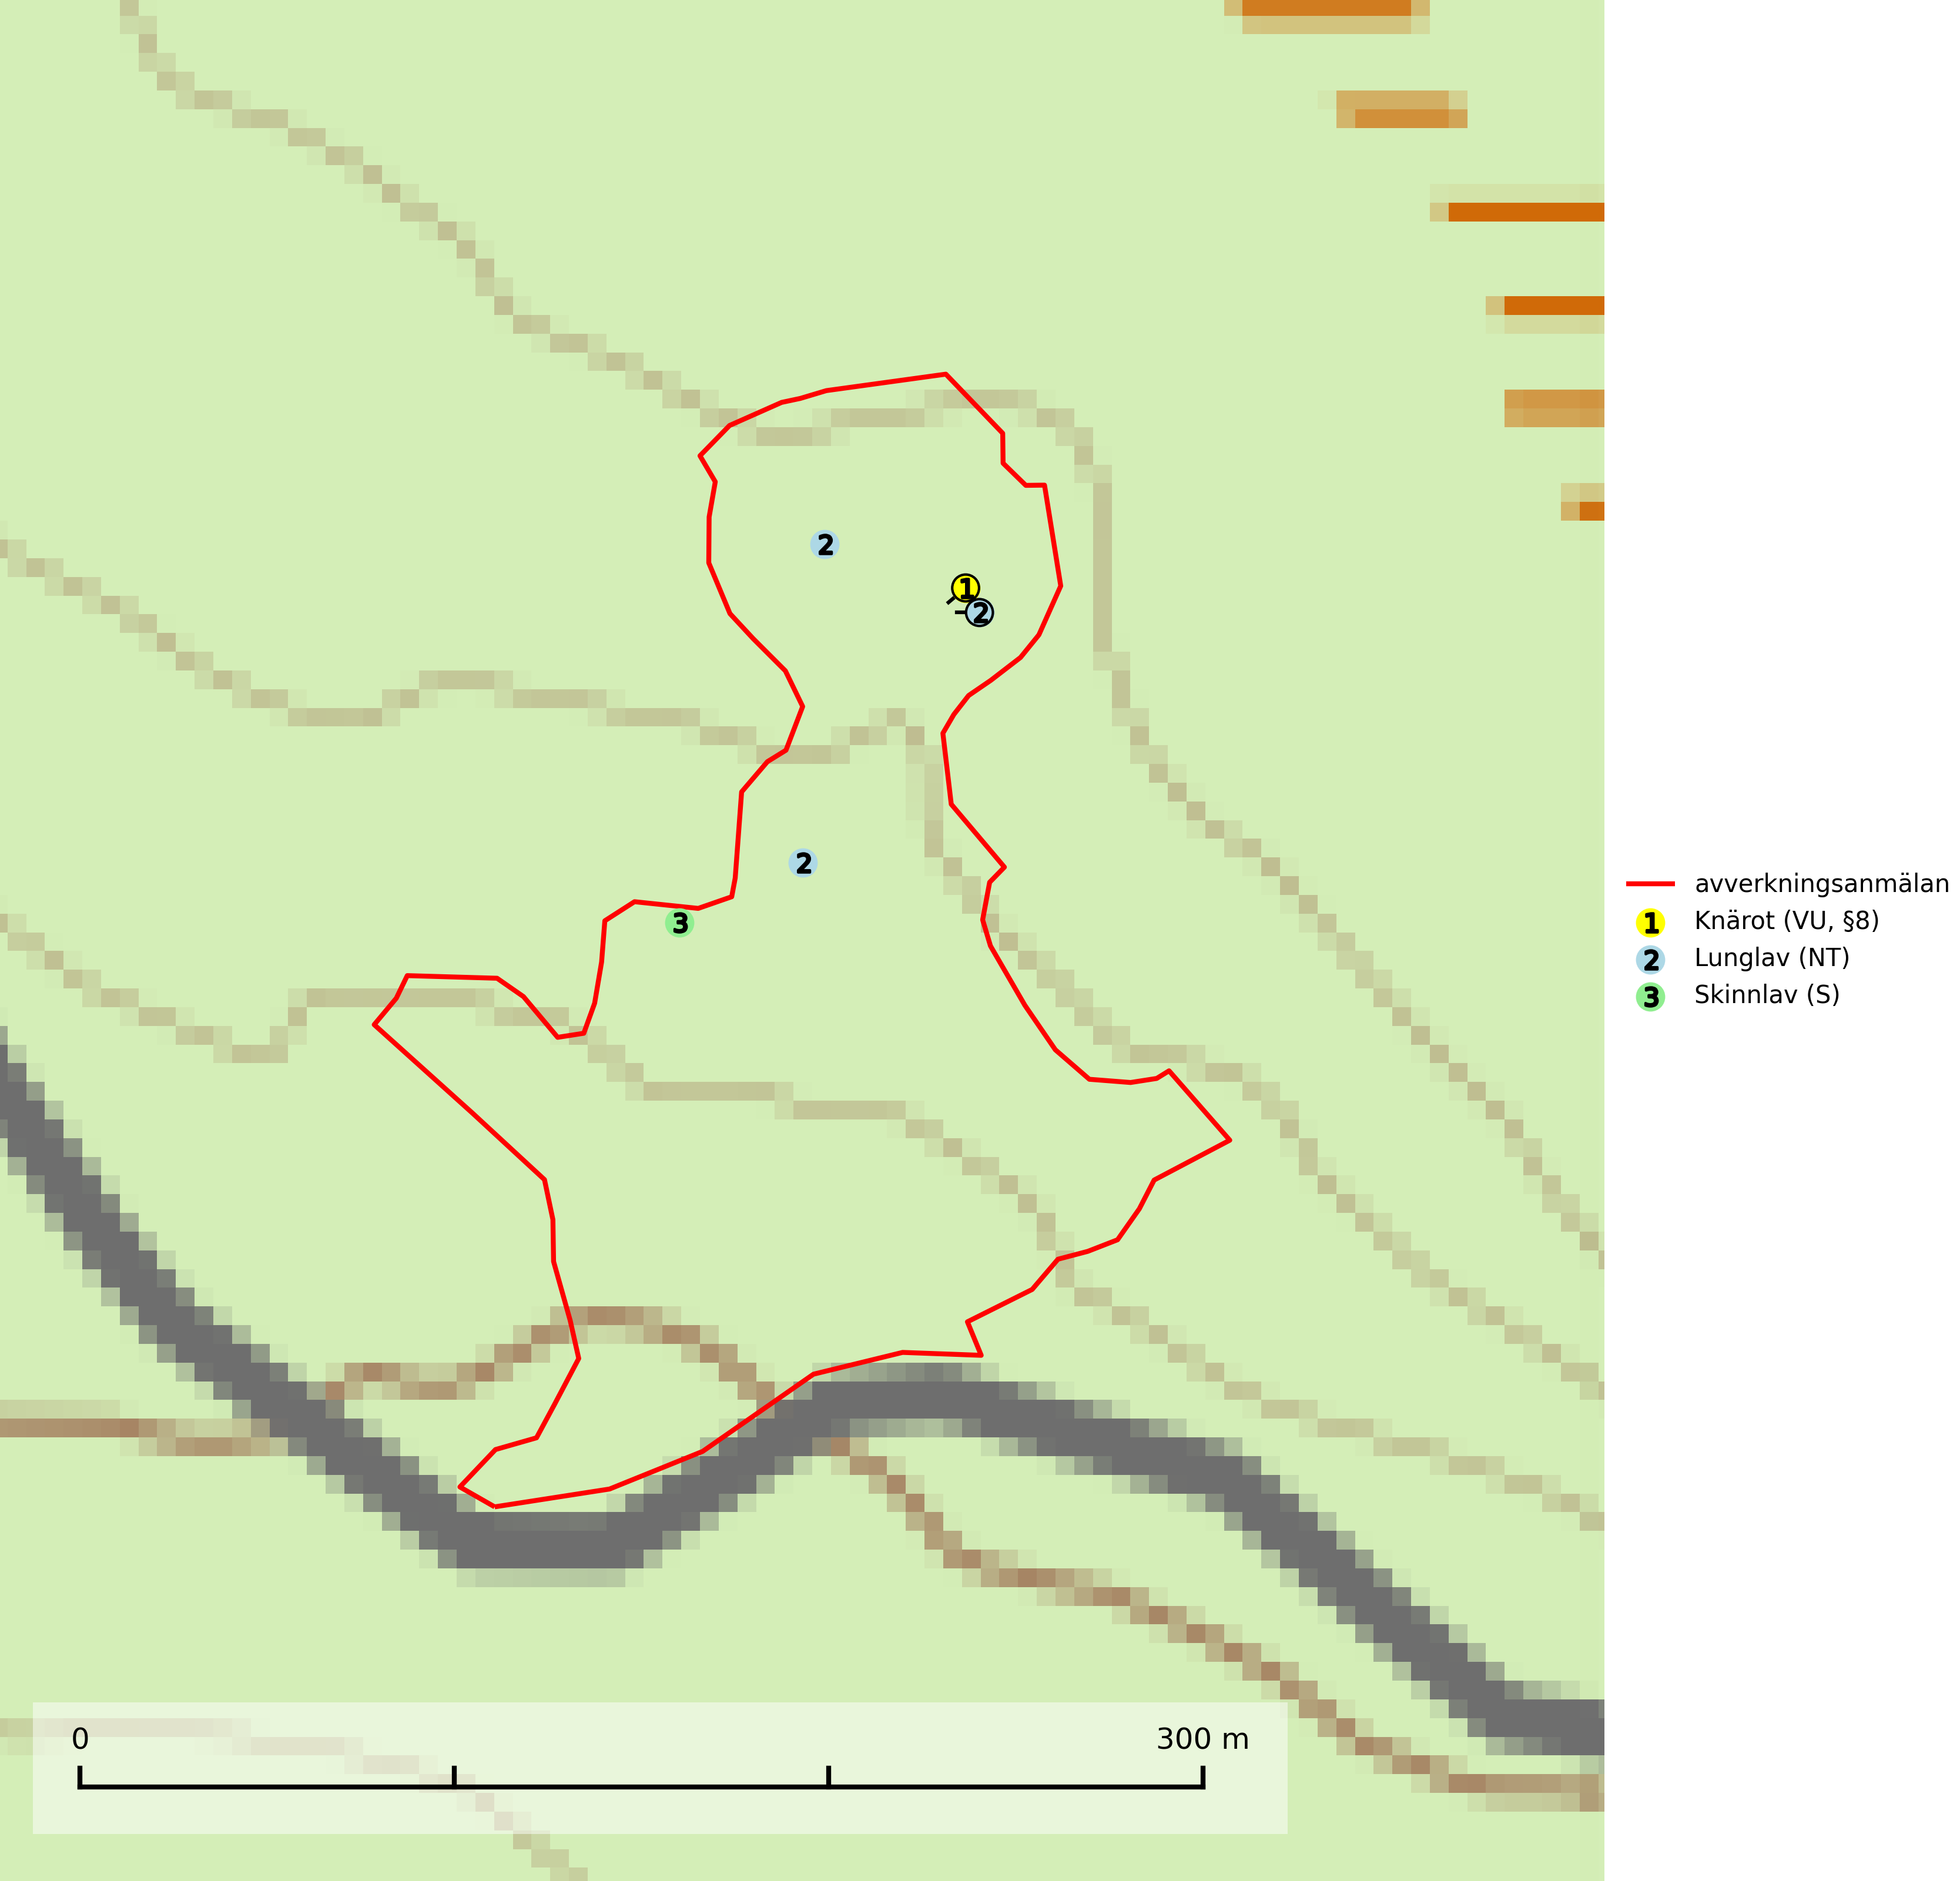 2
1
2
2
3
avverkningsanmälan
1 Knärot (VU, §8)
2 Lunglav (NT)
3 Skinnlav (S)
0 300 m